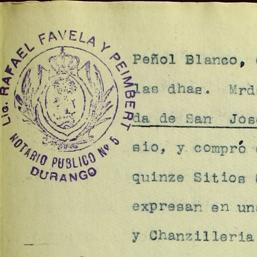 Lic. RAFAEL FAVELA Y PEIMBERT
NOTARIO PUBLICO Nº 5
DURANGO
Peñol Blanco,
las dhas. Mrd
da de San Jose
sio, y compró
quinze Sitios
expresan en un
y Chanzilleria